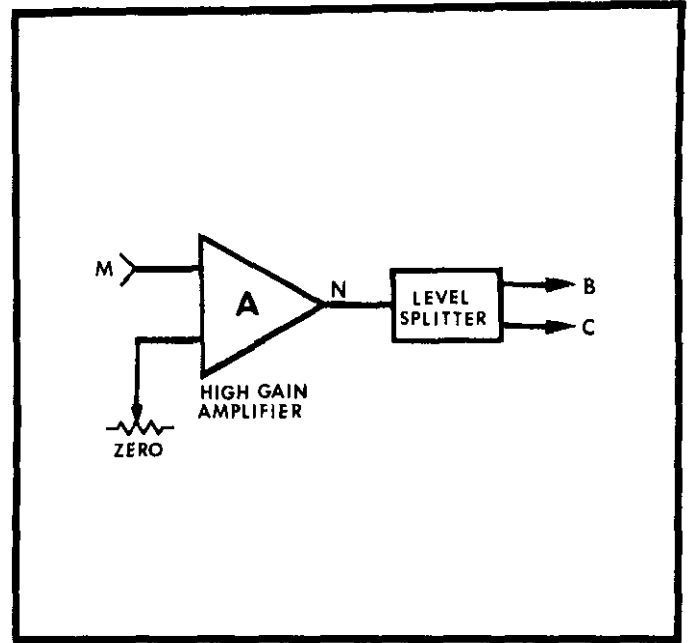 M
A
N
LEVEL
SPLITTER
B
C
HIGH GAIN
AMPLIFIER
ZERO